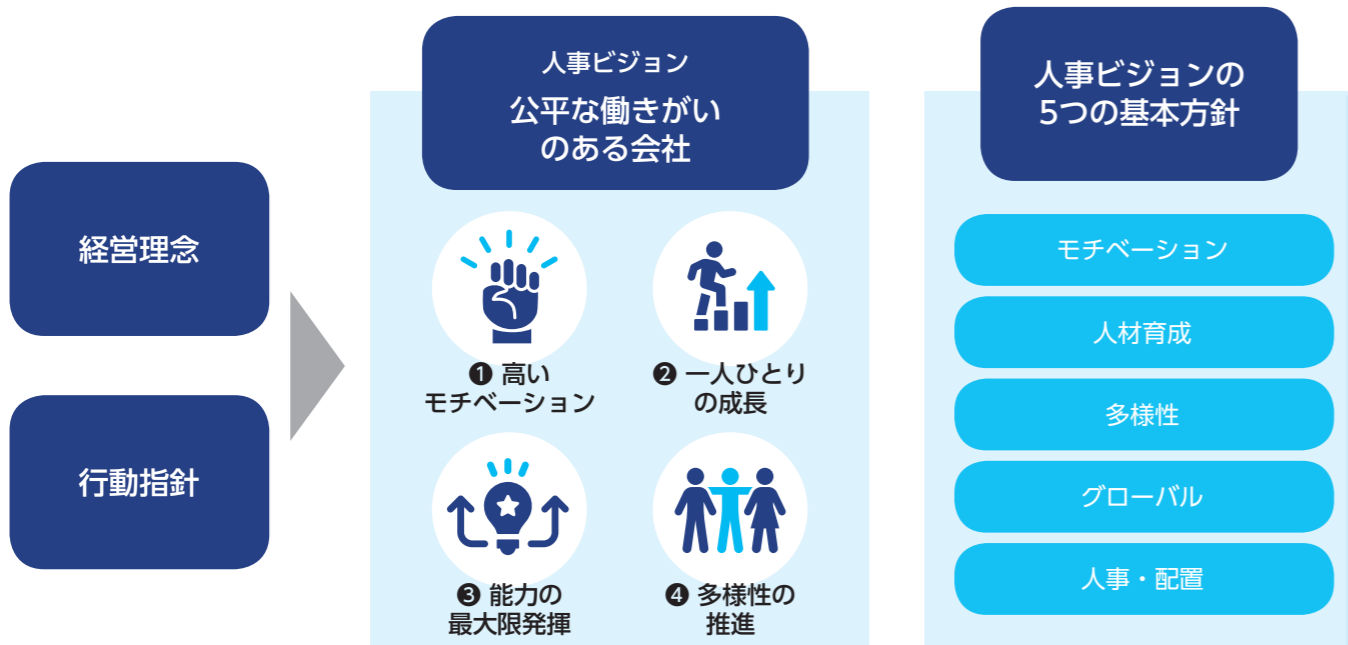 経営理念
行動指針
人事ビジョン
公平な働きがい
のある会社
❶ 高い
モチベーション
❷ 一人ひとり
の成長
❸ 能力の
最大限発揮
❹ 多様性の
推進
人事ビジョンの
5つの基本方針
モチベーション
人材育成
多様性
グローバル
人事・配置